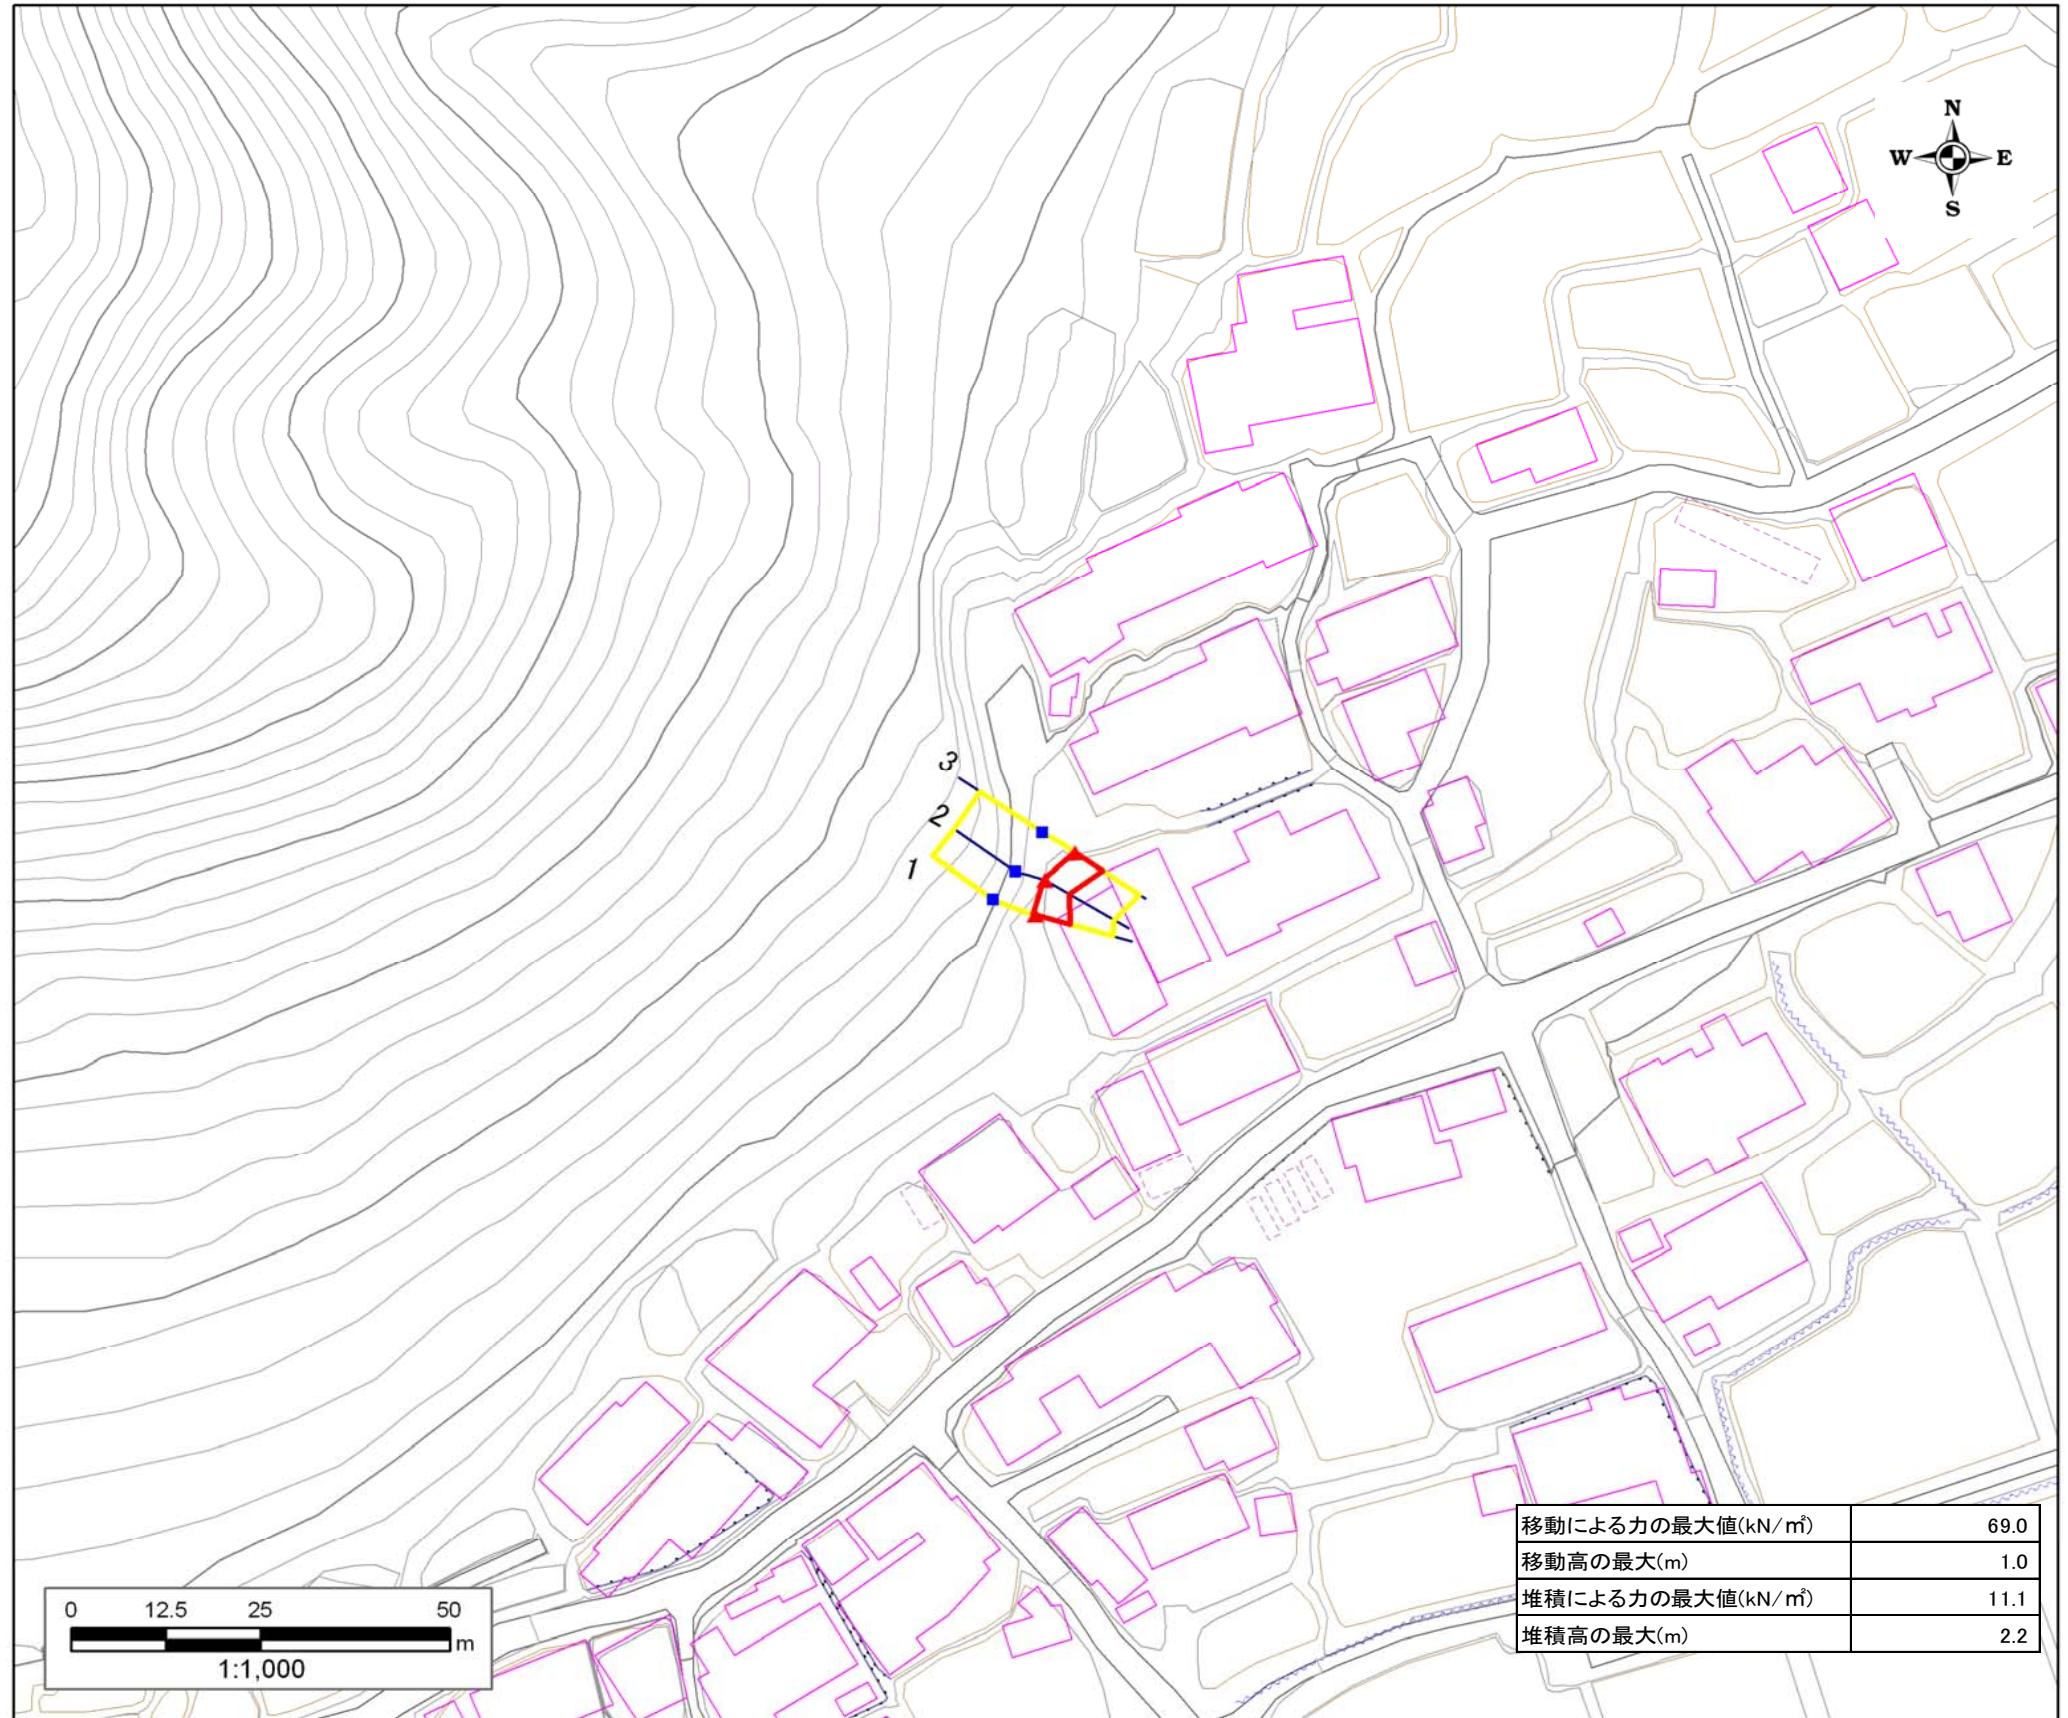 N
W E
S
3
2
1
移動による力の最大値(kN/㎡) 69.0
移動高の最大(m) 1.0
堆積による力の最大値(kN/㎡) 11.1
堆積高の最大(m) 2.2
0 12.5 25 50
m
1:1,000